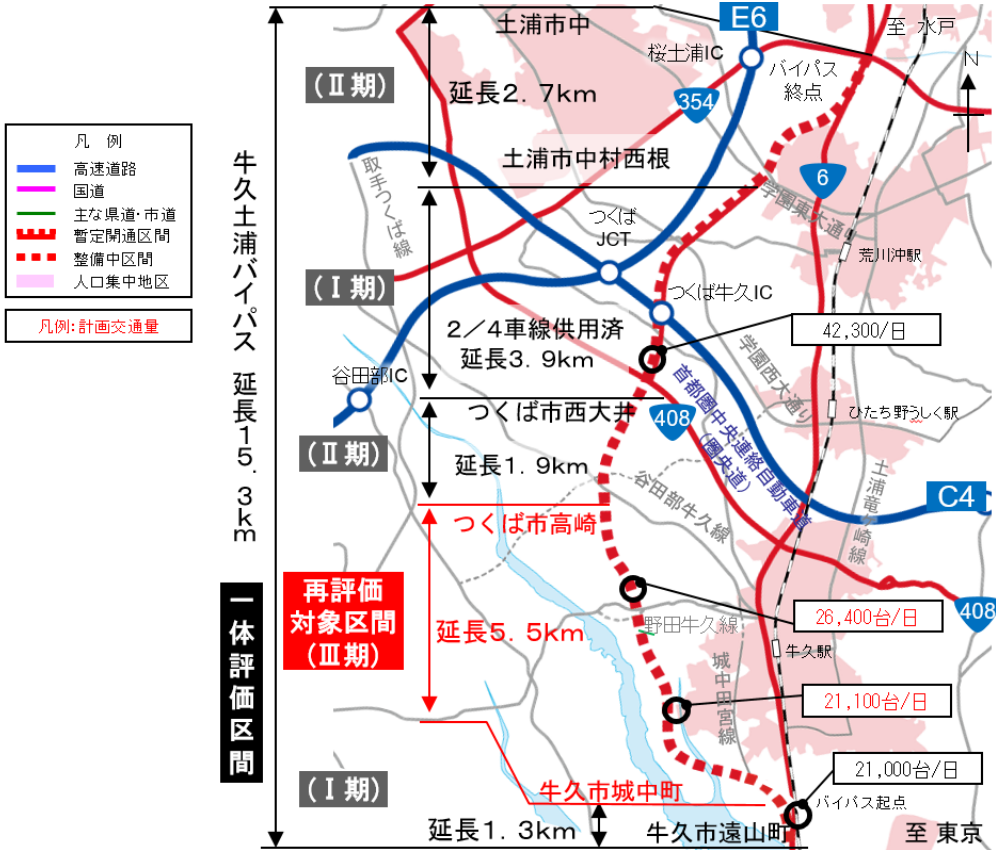 土浦市中
E6
至 水戸
桜土浦IC
バイパス
終点
N
(Ⅱ期)
延長2．7km
354
土浦市中村西根
6
学園東大通り
取手つくば線
凡 例
高速道路
国道
主な県道・市道
暫定開通区間
整備中区間
人口集中地区
凡例：計画交通量
牛久土浦バイパス 延長15．3km
つくば
JCT
荒川沖駅
(Ⅰ期)
つくば牛久IC
2／4車線供用済
延長3．9km
42,300/日
学園西大通り
谷田部IC
首都圏中央連絡自動車道
(圏央道)
つくば市西大井
408
ひたち野うしく駅
(Ⅱ期)
延長1．9km
谷田部牛久線
土浦竜ヶ崎線
C4
つくば市高崎
一体評価区間
再評価
対象区間
(Ⅲ期)
延長5．5km
26,400台/日
408
野田牛久線
牛久駅
城中田宮線
21,100台/日
21,000台/日
(Ⅰ期)
牛久市城中町
バイパス起点
延長1．3km
牛久市遠山町
至 東京